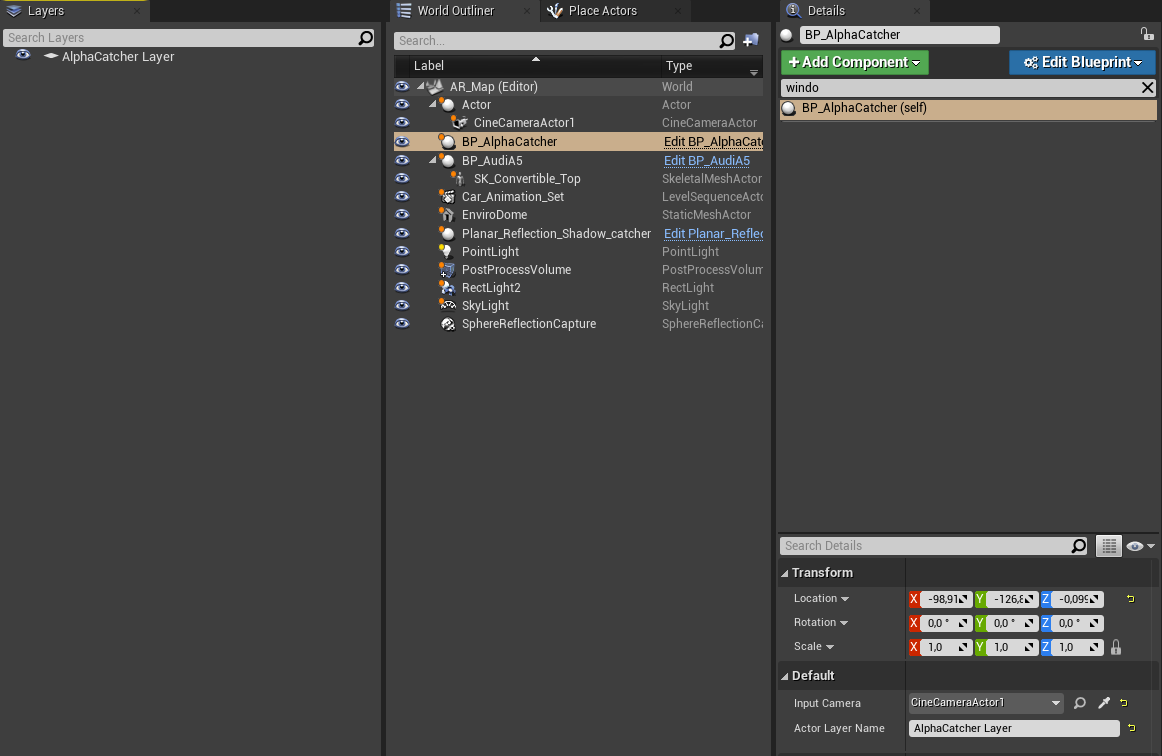 Layers
Search Layers
AlphaCatcher Layer
World Outliner
Place Actors
Search...
Label Type
AR_Map (Editor) World
Actor Actor
CineCameraActor1 CineCameraActor
BP_AlphaCatcher Edit BP_AlphaCatc
BP_AudiA5 Edit BP_AudiA5
SK_Convertible_Top SkeletalMeshActor
Car_Animation_Set LevelSequenceActo
EnviroDome StaticMeshActor
Planar_Reflection_Shadow_catcher Edit Planar_Reflec
PointLight PointLight
PostProcessVolume PostProcessVolum
RectLight2 RectLight
SkyLight SkyLight
SphereReflectionCapture SphereReflectionCa
Details
BP_AlphaCatcher
+Add Component Edit Blueprint
windo
BP_AlphaCatcher (self)
Search Details
Transform
Location X -98,91 Y -126,8 Z -0,099
Rotation X 0,0 ° Y 0,0 ° Z 0,0 °
Scale X 1,0 Y 1,0 Z 1,0
Default
Input Camera CineCameraActor1
Actor Layer Name AlphaCatcher Layer